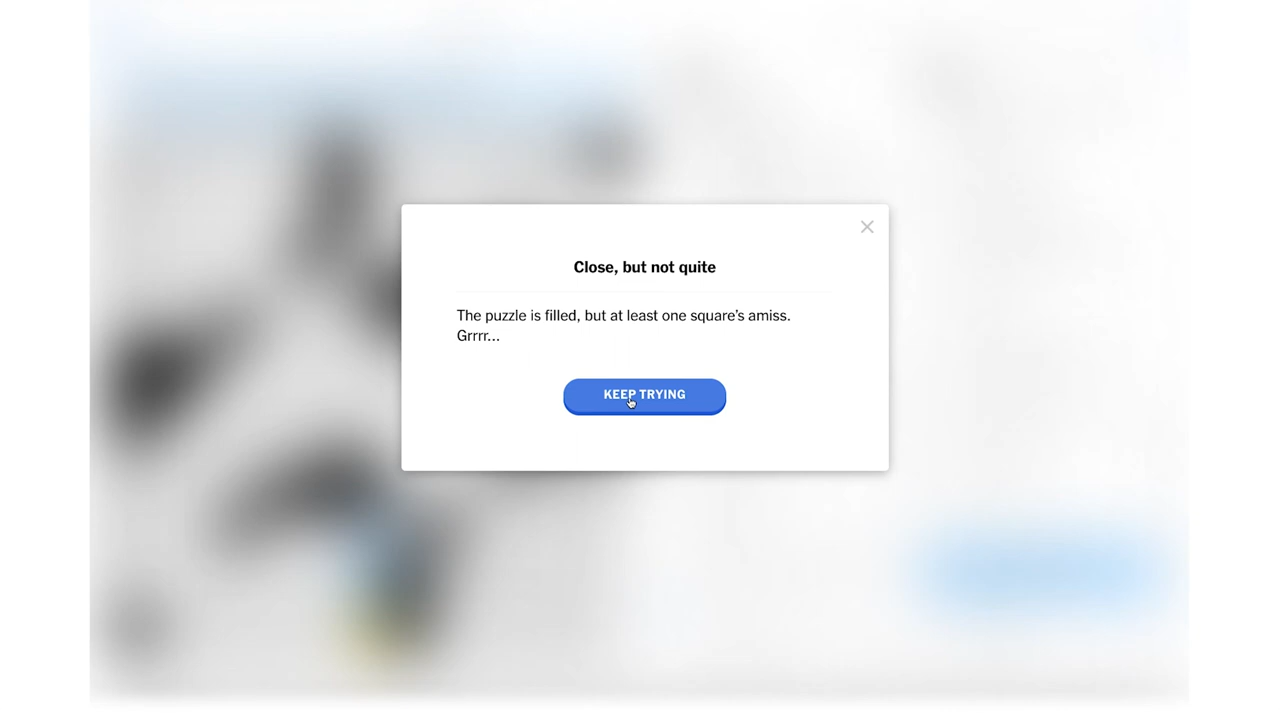 Close, but not quite
The puzzle is filled, but at least one square’s amiss.
Grrrr...
KEEP TRYING